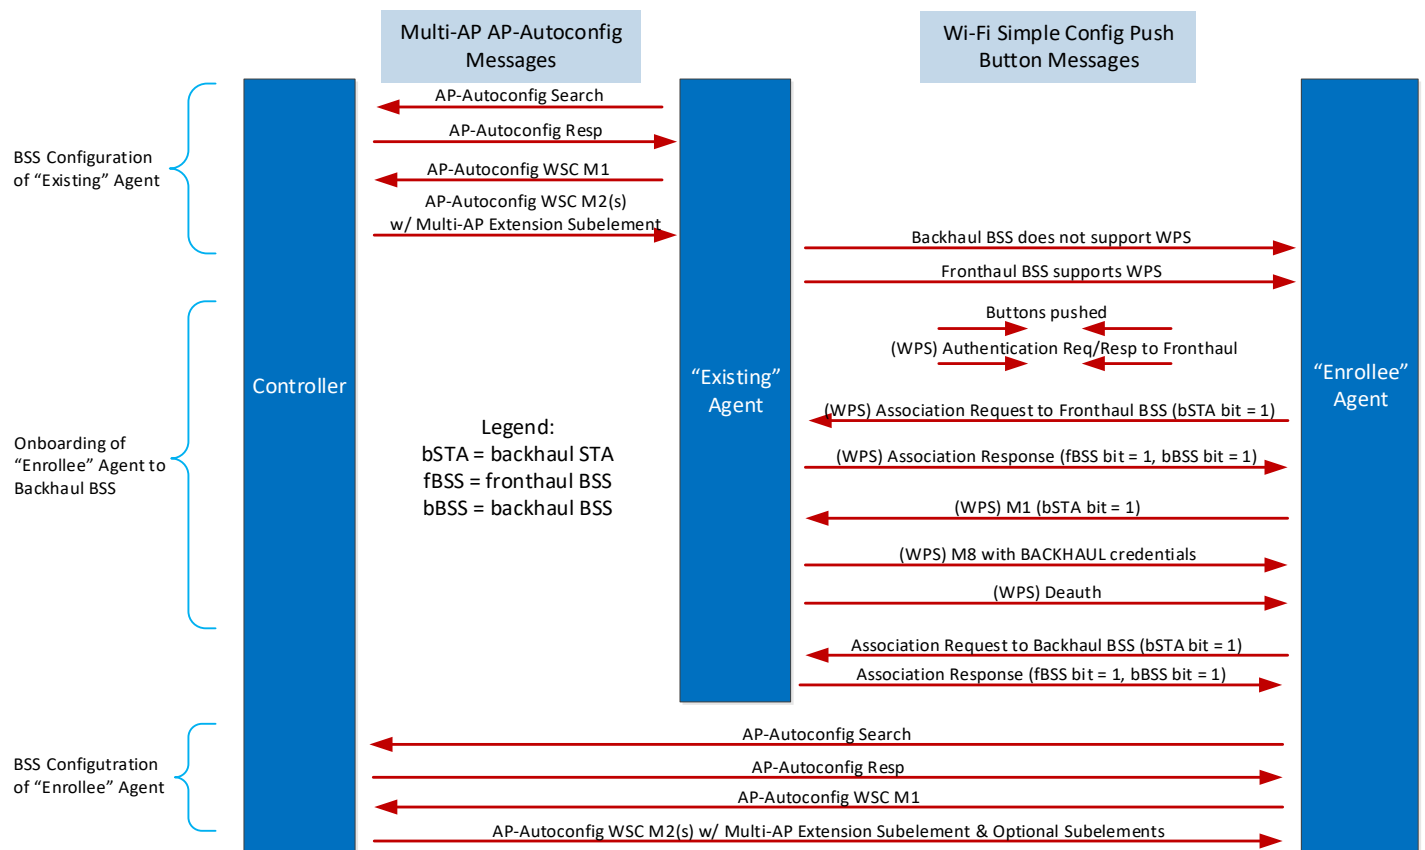 Multi-AP AP-Autoconfig
Messages
Wi-Fi Simple Config Push
Button Messages
AP-Autoconfig Search
AP-Autoconfig Resp
BSS Configuration
of “Existing” Agent
AP-Autoconfig WSC M1
AP-Autoconfig WSC M2(s)
w/ Multi-AP Extension Subelement
Backhaul BSS does not support WPS
Fronthaul BSS supports WPS
Buttons pushed
(WPS) Authentication Req/Resp to Fronthaul
Controller
“Existing”
Agent
“Enrollee”
Agent
(WPS) Association Request to Fronthaul BSS (bSTA bit = 1)
Legend:
bSTA = backhaul STA
fBSS = fronthaul BSS
bBSS = backhaul BSS
Onboarding of
“Enrollee” Agent to
Backhaul BSS
(WPS) Association Response (fBSS bit = 1, bBSS bit = 1)
(WPS) M1 (bSTA bit = 1)
(WPS) M8 with BACKHAUL credentials
(WPS) Deauth
Association Request to Backhaul BSS (bSTA bit = 1)
Association Response (fBSS bit = 1, bBSS bit = 1)
AP-Autoconfig Search
BSS Configutration
of “Enrollee” Agent
AP-Autoconfig Resp
AP-Autoconfig WSC M1
AP-Autoconfig WSC M2(s) w/ Multi-AP Extension Subelement & Optional Subelements